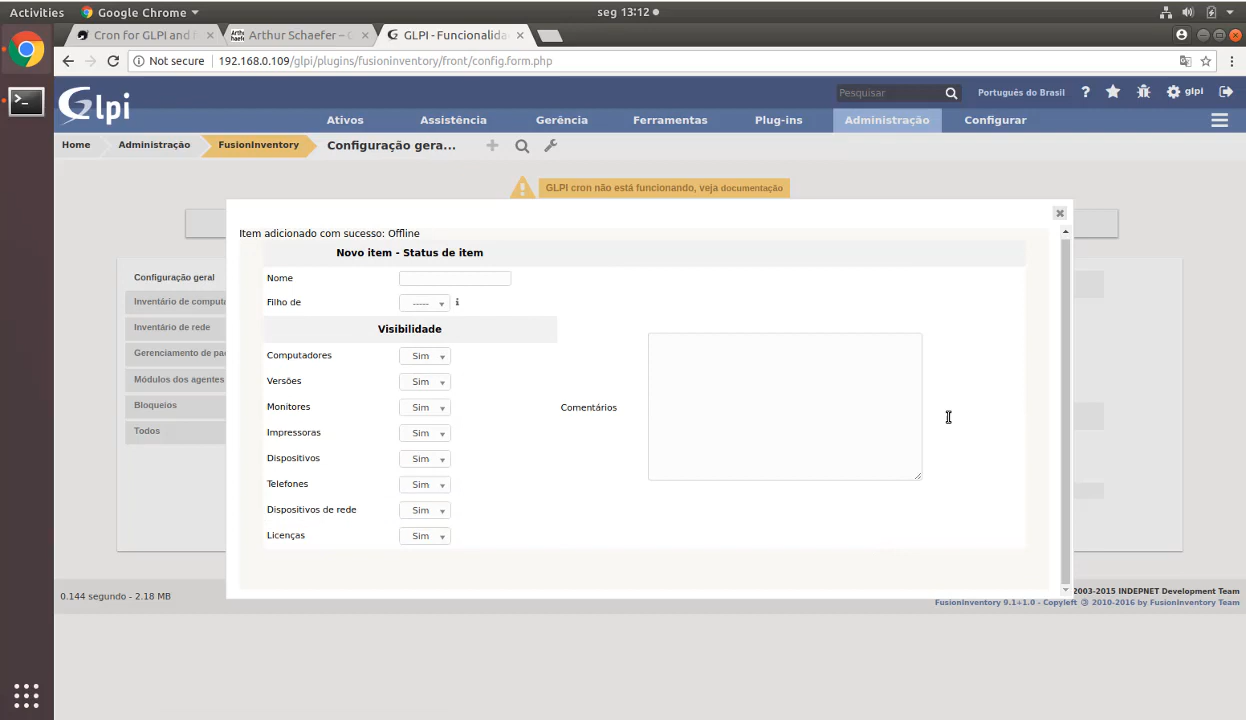 Activities Google Chrome seg 13:12
Cron for GLPI and Arthur Schaefer – GLPI - Funcionalida
Not secure 192.168.0.109/glpi/plugins/fusioninventory/front/config.form.php
Glpi Pesquisar Português do Brasil ? glpi
Ativos Assistência Gerência Ferramentas Plug-ins Administração Configurar
Home Administração FusionInventory Configuração gera...
GLPI cron não está funcionando, veja documentação
Item adicionado com sucesso: Offline
Novo item - Status de item
Nome
Filho de -----
Visibilidade
Computadores Sim
Versões Sim
Monitores Sim
Impressoras Sim
Dispositivos Sim
Telefones Sim
Dispositivos de rede Sim
Licenças Sim
Comentários
Configuração geral
Inventário de computa
Inventário de rede
Gerenciamento de pa
Módulos dos agentes
Bloqueios
Todos
0.144 segundo - 2.18 MB
2003-2015 INDEPNET Development Team
FusionInventory 9.1+1.0 - Copyleft 2010-2016 by FusionInventory Team